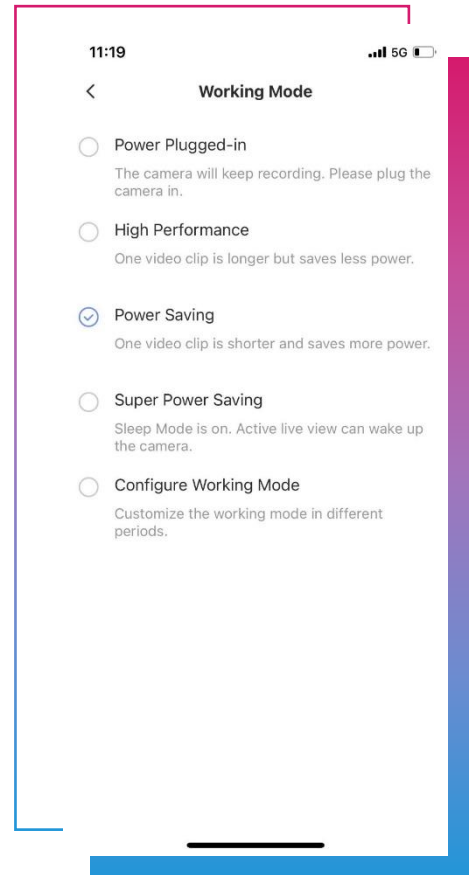 11:19
5G
Working Mode
Power Plugged-in
The camera will keep recording. Please plug the
camera in.
High Performance
One video clip is longer but saves less power.
Power Saving
One video clip is shorter and saves more power.
Super Power Saving
Sleep Mode is on. Active live view can wake up
the camera.
Configure Working Mode
Customize the working mode in different
periods.